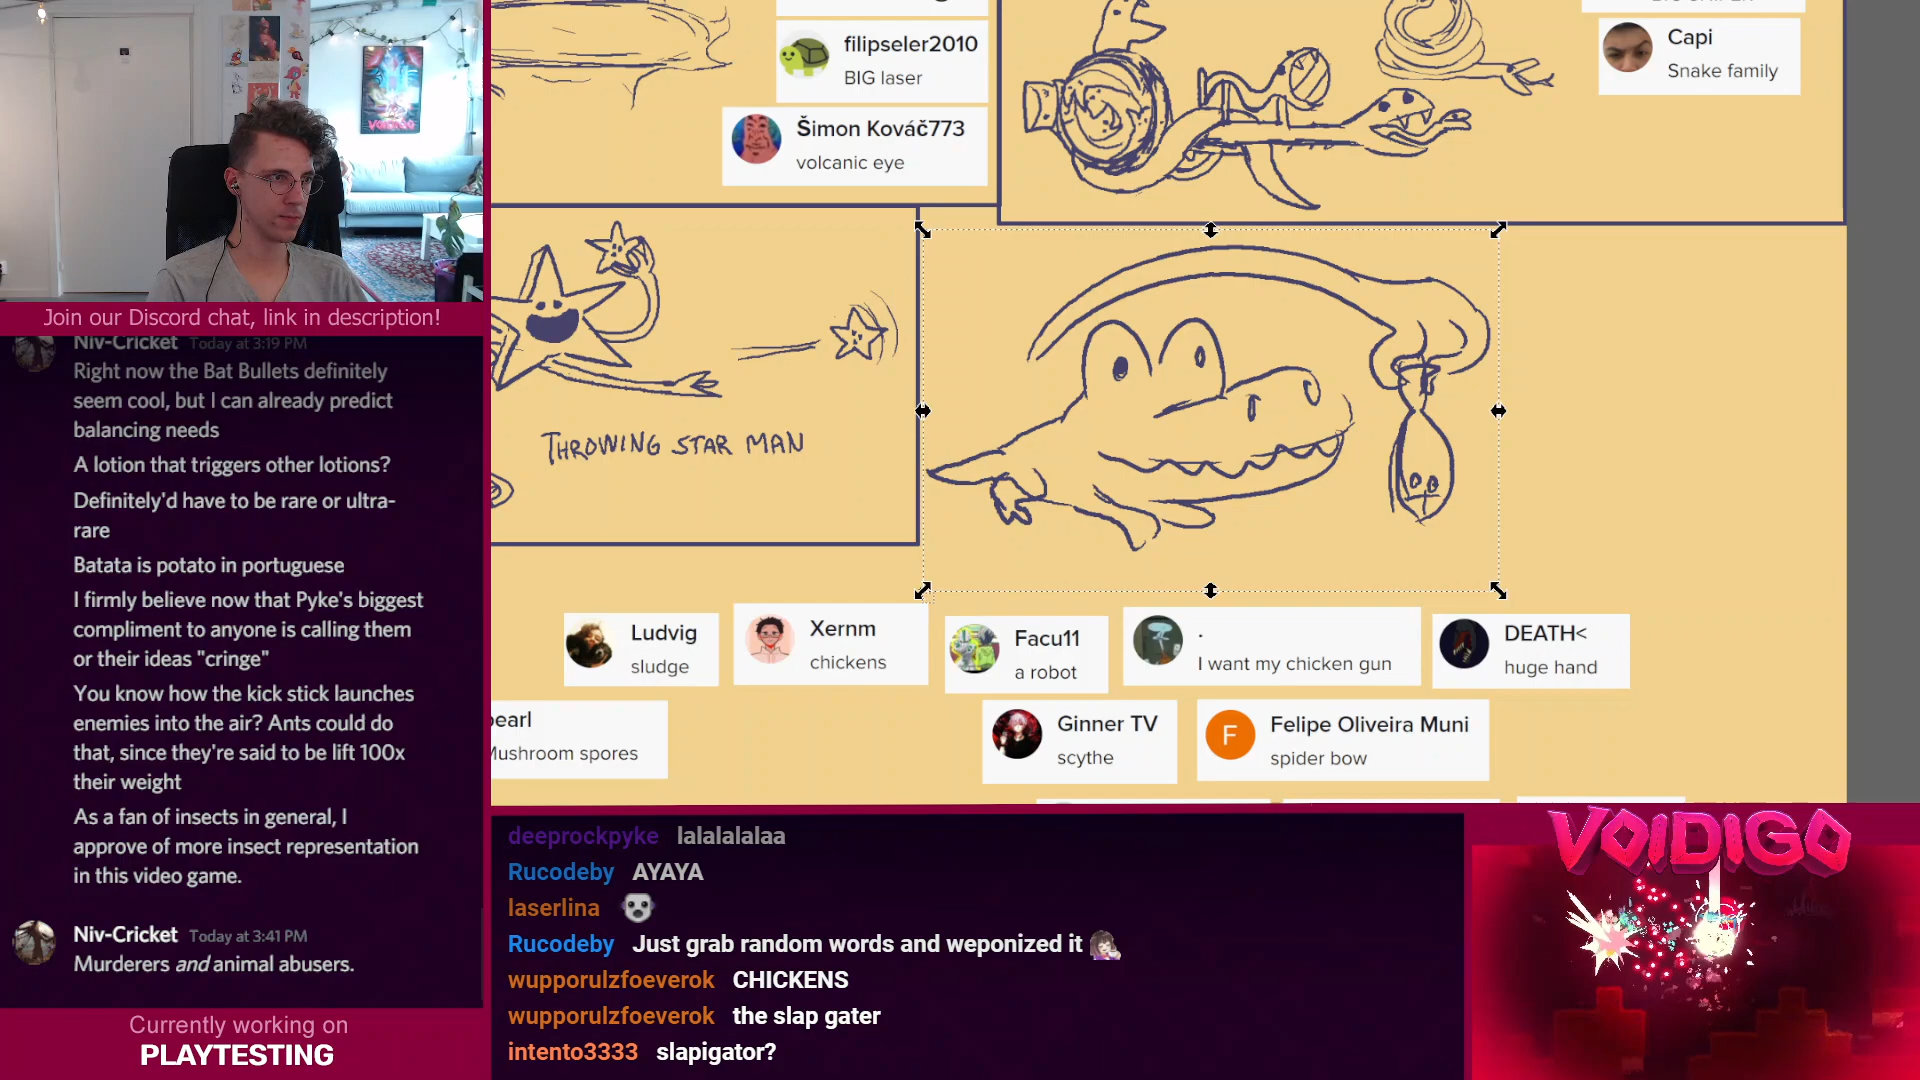 VOIDIGO
Join our Discord chat, link in description!
Niv-Cricket Today at 3:19 PM
Right now the Bat Bullets definitely
seem cool, but I can already predict
balancing needs
A lotion that triggers other lotions?
Definitely'd have to be rare or ultra-
rare
Batata is potato in portuguese
I firmly believe now that Pyke's biggest
compliment to anyone is calling them
or their ideas "cringe"
You know how the kick stick launches
enemies into the air? Ants could do
that, since they're said to be lift 100x
their weight
As a fan of insects in general, I
approve of more insect representation
in this video game.
Niv-Cricket Today at 3:41 PM
Murderers and animal abusers.
Currently working on
PLAYTESTING
filipseler2010
BIG laser
Šimon Kováč773
volcanic eye
Capi
Snake family
THROWING STAR MAN
Ludvig
sludge
Xernm
chickens
Facu11
a robot
.
I want my chicken gun
DEATH<
huge hand
pearl
Mushroom spores
Ginner TV
scythe
F
Felipe Oliveira Muni
spider bow
deeprockpyke lalalalalaa
Rucodeby AYAYA
laserlina
Rucodeby Just grab random words and weponized it
wupporulzfoeverok CHICKENS
wupporulzfoeverok the slap gater
intento3333 slapigator?
VOIDIGO